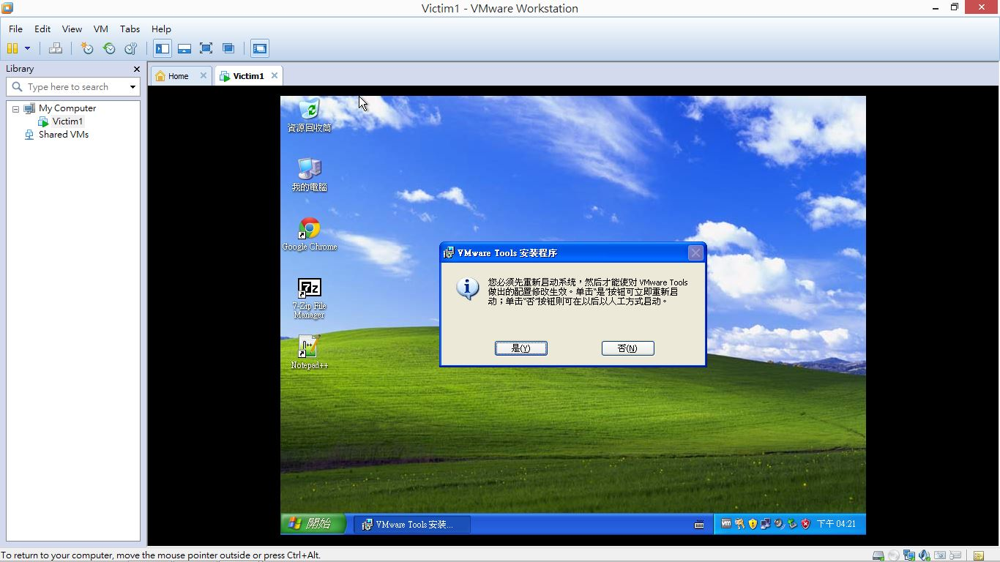 Victim1 - VMware Workstation
File Edit View VM Tabs Help
Library
Type here to search
My Computer
Victim1
Shared VMs
Home
Victim1
資源回收筒
我的電腦
Google Chrome
7z
7-Zip File
Manager
Notepad++
VMware Tools 安装程序
您必须先重新启动系统，然后才能使对 VMware Tools
做出的配置修改生效。单击“是”按钮可立即重新启
动；单击“否”按钮则可在以后以人工方式启动。
是(Y)
否(N)
開始
VMware Tools 安装...
下午 04:21
To return to your computer, move the mouse pointer outside or press Ctrl+Alt.